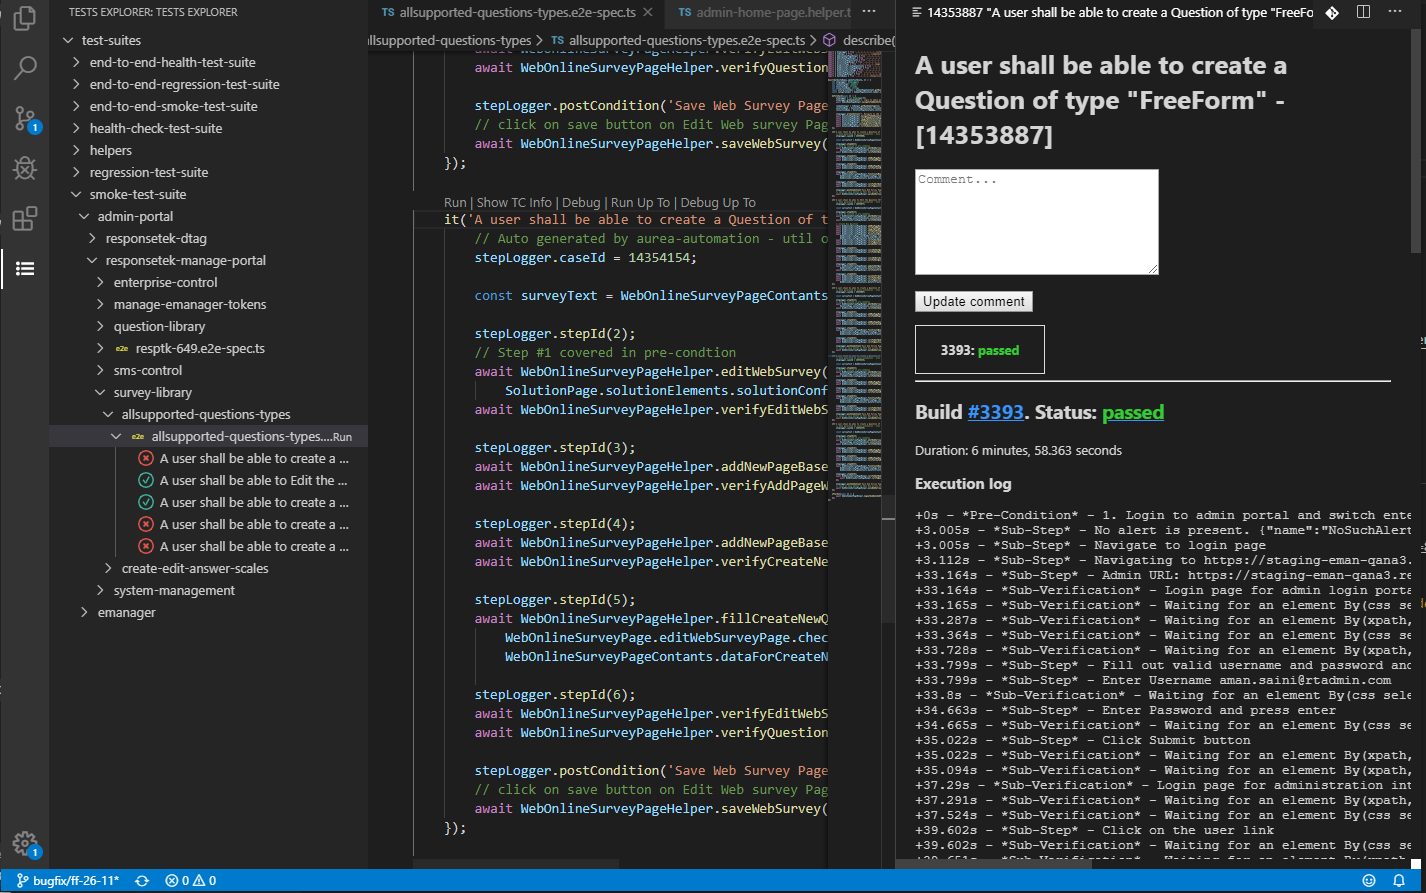 TESTS EXPLORER: TESTS EXPLORER
test-suites
end-to-end-health-test-suite
end-to-end-regression-test-suite
end-to-end-smoke-test-suite
health-check-test-suite
helpers
regression-test-suite
smoke-test-suite
admin-portal
responsetek-dtag
responsetek-manage-portal
enterprise-control
manage-emanager-tokens
question-library
e2e resptk-649.e2e-spec.ts
sms-control
survey-library
allsupported-questions-types
e2e allsupported-questions-types.... Run
A user shall be able to create a ...
A user shall be able to Edit the ...
A user shall be able to create a ...
A user shall be able to create a ...
A user shall be able to create a ...
create-edit-answer-scales
system-management
emanager
1
1
TS allsupported-questions-types.e2e-spec.ts
TS admin-home-page.helper.t
llsupported-questions-types > TS allsupported-questions-types.e2e-spec.ts > describe(
await WebOnlineSurveyPageHelper.verifyQuestion
stepLogger.postCondition('Save Web Survey Page
// click on save button on Edit Web survey Pag
await WebOnlineSurveyPageHelper.saveWebSurvey(
});
Run | Show TC Info | Debug | Run Up To | Debug Up To
it('A user shall be able to create a Question of t
// Auto generated by aurea-automation - util o
stepLogger.caseId = 14354154;
const surveyText = WebOnlineSurveyPageContants
stepLogger.stepId(2);
// Step #1 covered in pre-condtion
await WebOnlineSurveyPageHelper.editWebSurvey(
SolutionPage.solutionElements.solutionConf
await WebOnlineSurveyPageHelper.verifyEditWebS
stepLogger.stepId(3);
await WebOnlineSurveyPageHelper.addNewPageBase
await WebOnlineSurveyPageHelper.verifyAddPageW
stepLogger.stepId(4);
await WebOnlineSurveyPageHelper.addNewPageBase
await WebOnlineSurveyPageHelper.verifyCreateNe
stepLogger.stepId(5);
await WebOnlineSurveyPageHelper.fillCreateNewQ
WebOnlineSurveyPage.editWebSurveyPage.chec
WebOnlineSurveyPageContants.dataForCreateN
stepLogger.stepId(6);
await WebOnlineSurveyPageHelper.verifyEditWebS
await WebOnlineSurveyPageHelper.verifyQuestion
stepLogger.postCondition('Save Web Survey Page
// click on save button on Edit Web survey Pag
await WebOnlineSurveyPageHelper.saveWebSurvey(
});
14353887 "A user shall be able to create a Question of type "FreeFo
A user shall be able to create a
Question of type "FreeForm" -
[14353887]
Comment...
Update comment
3393: passed
Build #3393. Status: passed
Duration: 6 minutes, 58.363 seconds
Execution log
+0s - *Pre-Condition* - 1. Login to admin portal and switch ente
+3.005s - *Sub-Step* - No alert is present. {"name":"NoSuchAlert
+3.005s - *Sub-Step* - Navigate to login page
+3.112s - *Sub-Step* - Navigating to https://staging-eman-qana3.
+33.164s - *Sub-Step* - Admin URL: https://staging-eman-qana3.re
+33.164s - *Sub-Verification* - Login page for admin login porta
+33.165s - *Sub-Verification* - Waiting for an element By(css se
+33.287s - *Sub-Verification* - Waiting for an element By(xpath,
+33.364s - *Sub-Verification* - Waiting for an element By(css se
+33.728s - *Sub-Verification* - Waiting for an element By(xpath,
+33.799s - *Sub-Step* - Fill out valid username and password and
+33.799s - *Sub-Step* - Enter Username aman.saini@rtadmin.com
+33.8s - *Sub-Verification* - Waiting for an element By(css sele
+34.663s - *Sub-Step* - Enter Password and press enter
+34.665s - *Sub-Verification* - Waiting for an element By(css se
+35.022s - *Sub-Step* - Click Submit button
+35.022s - *Sub-Verification* - Waiting for an element By(xpath,
+35.094s - *Sub-Verification* - Waiting for an element By(xpath,
+37.29s - *Sub-Verification* - Login page for administration int
+37.291s - *Sub-Verification* - Waiting for an element By(xpath,
+37.524s - *Sub-Verification* - Waiting for an element By(css se
+39.602s - *Sub-Step* - Click on the user link
+39.602s - *Sub-Verification* - Waiting for an element By(css se
bugfix/ff-26-11* 0 0